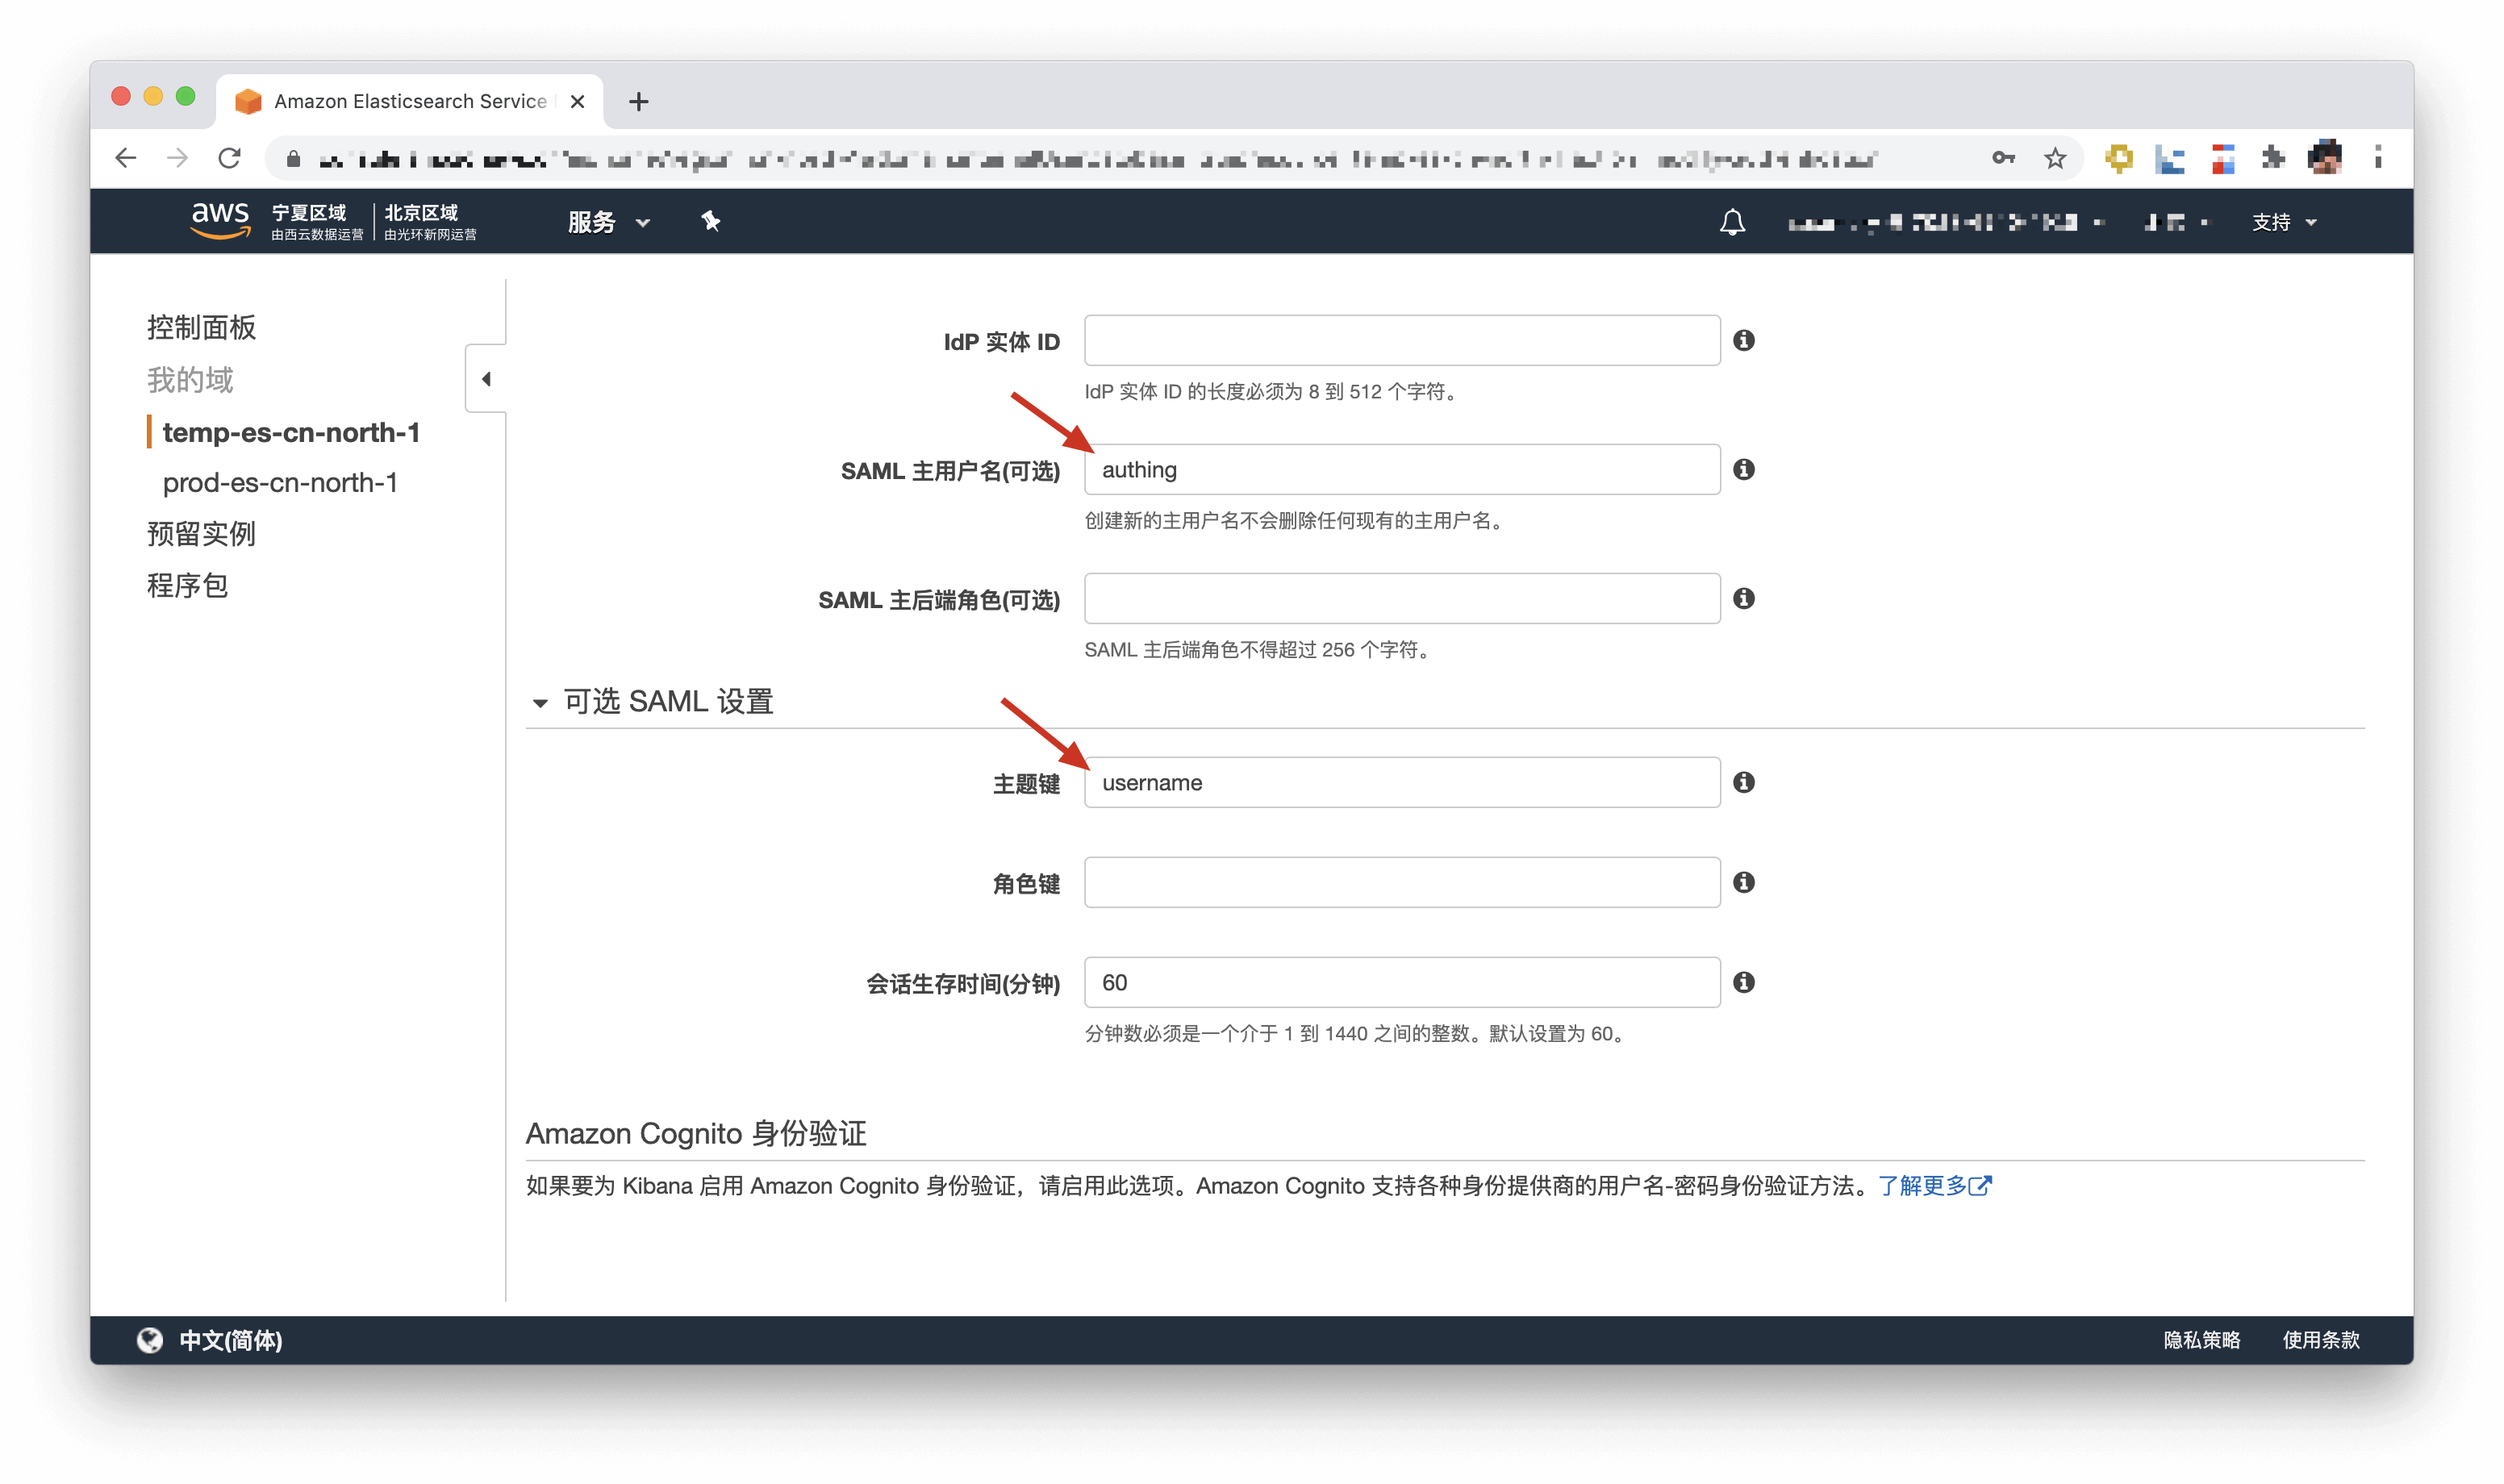 Amazon Elasticsearch Service
aws 宁夏区域 北京区域
由西云数据运营 由光环新网运营
服务
支持
控制面板
我的域
temp-es-cn-north-1
prod-es-cn-north-1
预留实例
程序包
IdP 实体 ID
IdP 实体 ID 的长度必须为 8 到 512 个字符。
SAML 主用户名(可选) authing
创建新的主用户名不会删除任何现有的主用户名。
SAML 主后端角色(可选)
SAML 主后端角色不得超过 256 个字符。
可选 SAML 设置
主题键 username
角色键
会话生存时间(分钟) 60
分钟数必须是一个介于 1 到 1440 之间的整数。默认设置为 60。
Amazon Cognito 身份验证
如果要为 Kibana 启用 Amazon Cognito 身份验证，请启用此选项。Amazon Cognito 支持各种身份提供商的用户名-密码身份验证方法。了解更多
中文(简体)
隐私策略 使用条款